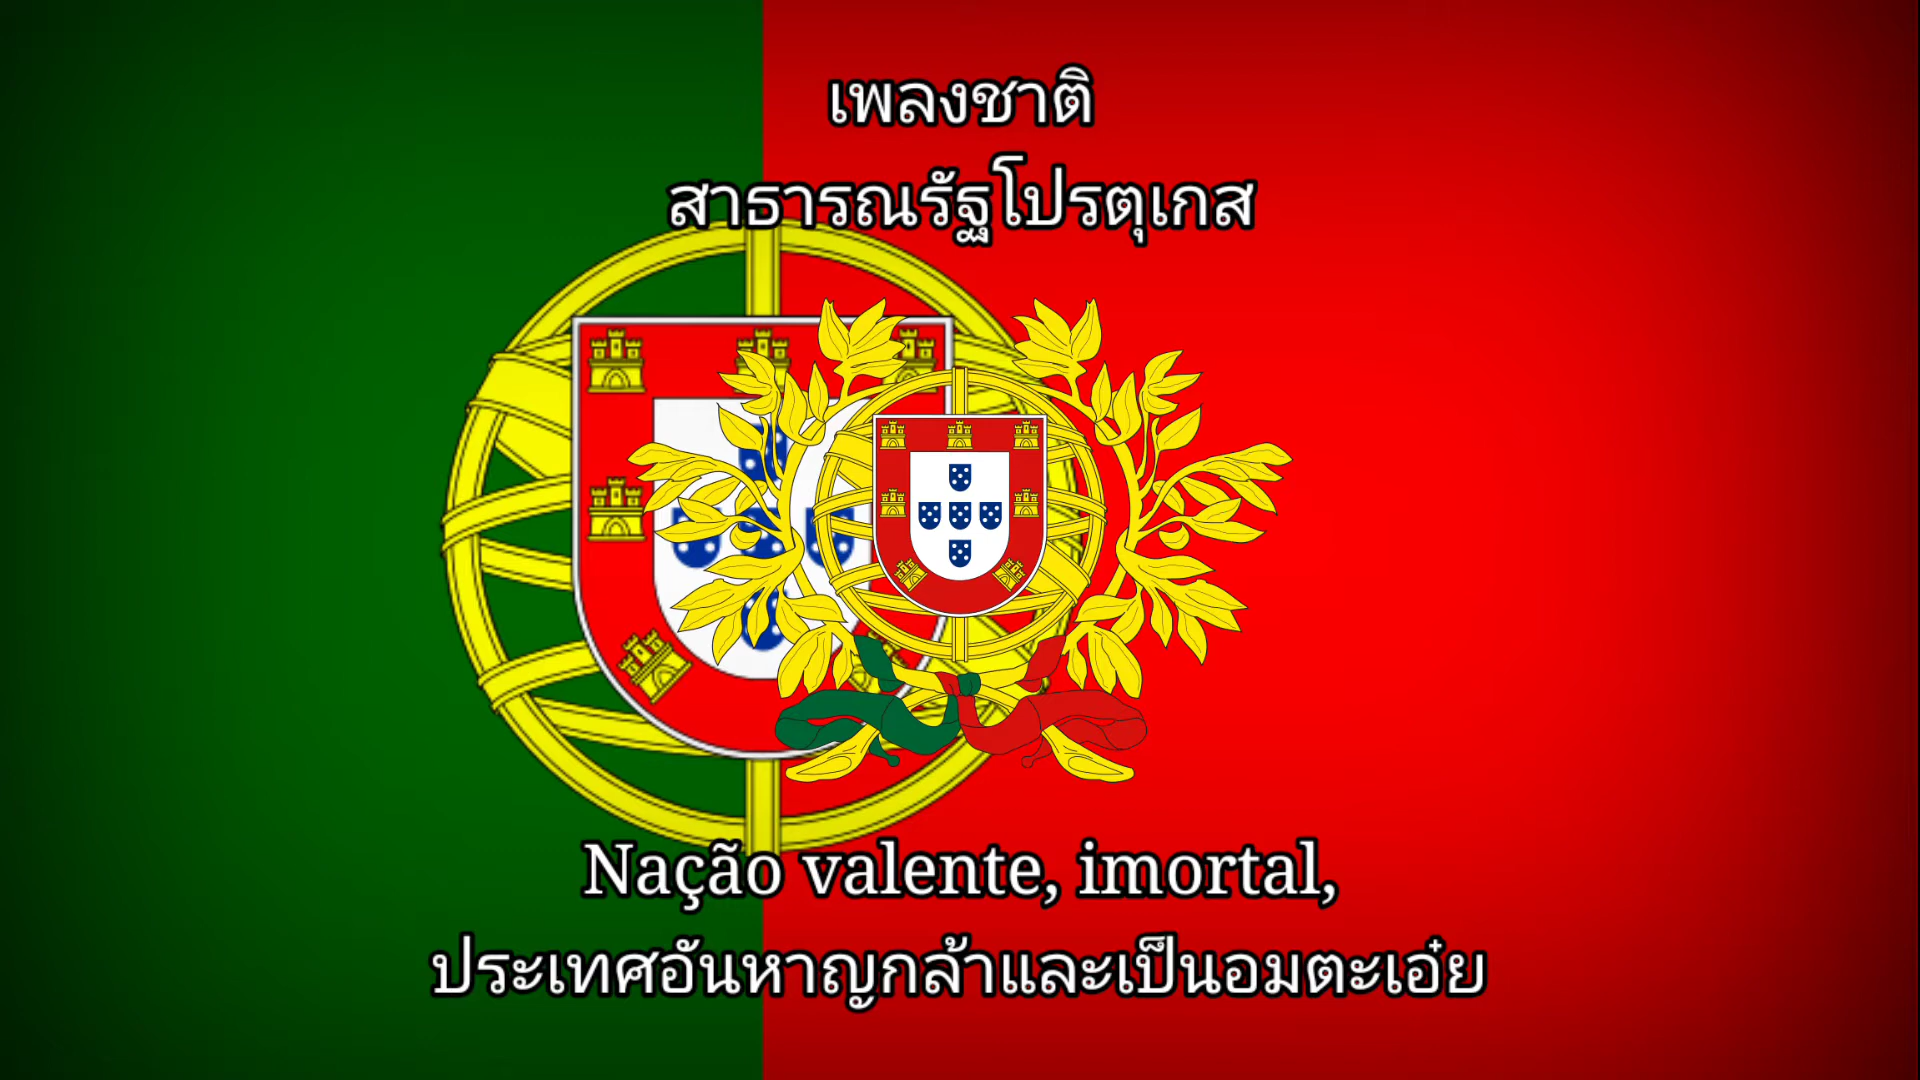 เพลงชาติ
สาธารณรัฐโปรตุเกส
Nação valente, imortal,
ประเทศอันหาญกล้าและเป็นอมตะเอ๋ย